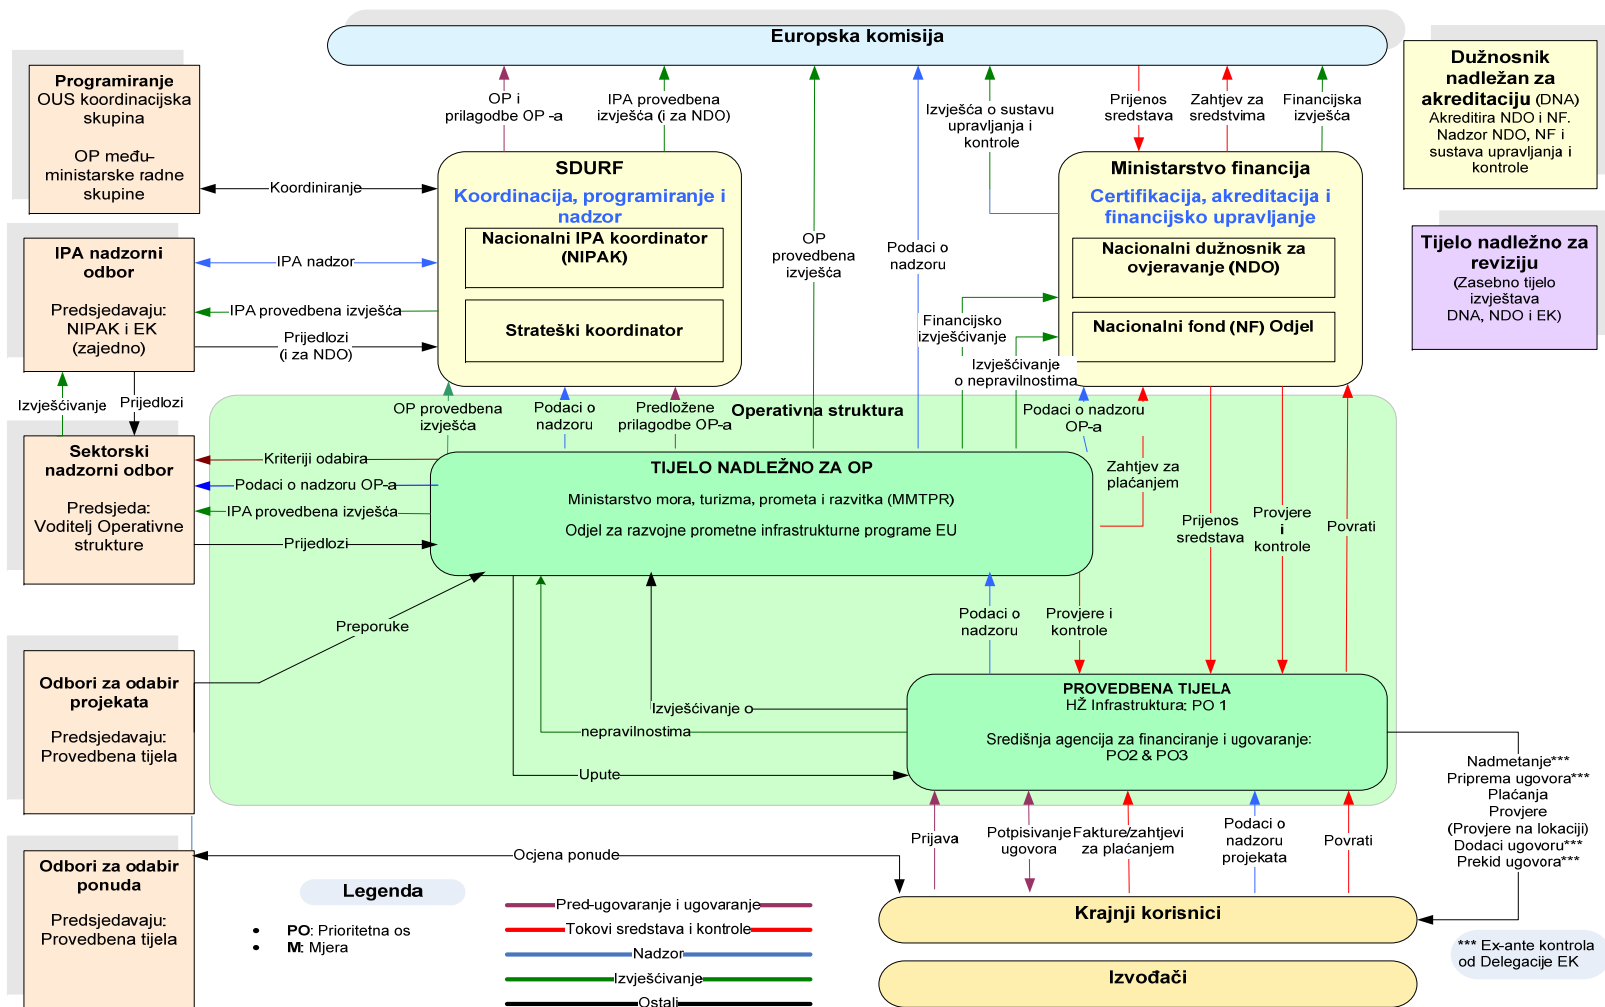 Europska komisija
Programiranje
OUS koordinacijska
skupina
OP među–
ministarske radne
skupine
Dužnosnik
nadležan za
akreditaciju (DNA)
Akreditira NDO i NF.
Nadzor NDO, NF i
sustava upravljanja i
kontrole
OP i
prilagodbe OP -a
IPA provedbena
izvješća (i za NDO)
Izvješća o sustavu
upravljanja i
kontrole
Prijenos
sredstava
Zahtjev za
sredstvima
Financijska
izvješća
Koordiniranje
SDURF
Koordinacija, programiranje i
nadzor
Nacionalni IPA koordinator
(NIPAK)
Strateški koordinator
Ministarstvo financija
Certifikacija, akreditacija i
financijsko upravljanje
Nacionalni dužnosnik za
ovjeravanje (NDO)
Nacionalni fond (NF) Odjel
IPA nadzorni
odbor
Predsjedavaju:
NIPAK i EK
(zajedno)
IPA nadzor
IPA provedbena izvješća
Prijedlozi
(i za NDO)
OP
provedbena
izvješća
Podaci o
nadzoru
Financijsko
izvješćivanje
Izvješćivanje
o nepravilnostima
Tijelo nadležno za
reviziju
(Zasebno tijelo
izvještava
DNA, NDO i EK)
Izvješćivanje
Prijedlozi
OP provedbena
izvješća
Podaci o
nadzoru
Predložene
prilagodbe OP-a
Operativna struktura
Podaci o nadzoru
OP-a
Sektorski
nadzorni odbor
Predsjeda:
Voditelj Operativne
strukture
Kriteriji odabira
Podaci o nadzoru OP-a
IPA provedbena izvješća
Prijedlozi
TIJELO NADLEŽNO ZA OP
Ministarstvo mora, turizma, prometa i razvitka (MMTPR)
Odjel za razvojne prometne infrastrukturne programe EU
Zahtjev za
plaćanjem
Prijenos
sredstava
Provjere
i
kontrole
Povrati
Preporuke
Podaci o
nadzoru
Provjere i
kontrole
Odbori za odabir
projekata
Predsjedavaju:
Provedbena tijela
Izvješćivanje o
nepravilnostima
Upute
PROVEDBENA TIJELA
HŽ Infrastruktura: PO 1
Središnja agencija za financiranje i ugovaranje:
PO2 & PO3
Nadmetanje***
Priprema ugovora***
Plaćanja
Provjere
(Provjere na lokaciji)
Dodaci ugovoru***
Prekid ugovora***
Prijava
Potpisivanje
ugovora
Fakture/zahtjevi
za plaćanjem
Podaci o
nadzoru
projekata
Povrati
Odbori za odabir
ponuda
Predsjedavaju:
Provedbena tijela
Ocjena ponude
Legenda
• PO: Prioritetna os
• M: Mjera
Pred-ugovaranje i ugovaranje
Tokovi sredstava i kontrole
Nadzor
Izvješćivanje
Ostali
Krajnji korisnici
Izvođači
*** Ex-ante kontrola
od Delegacije EK